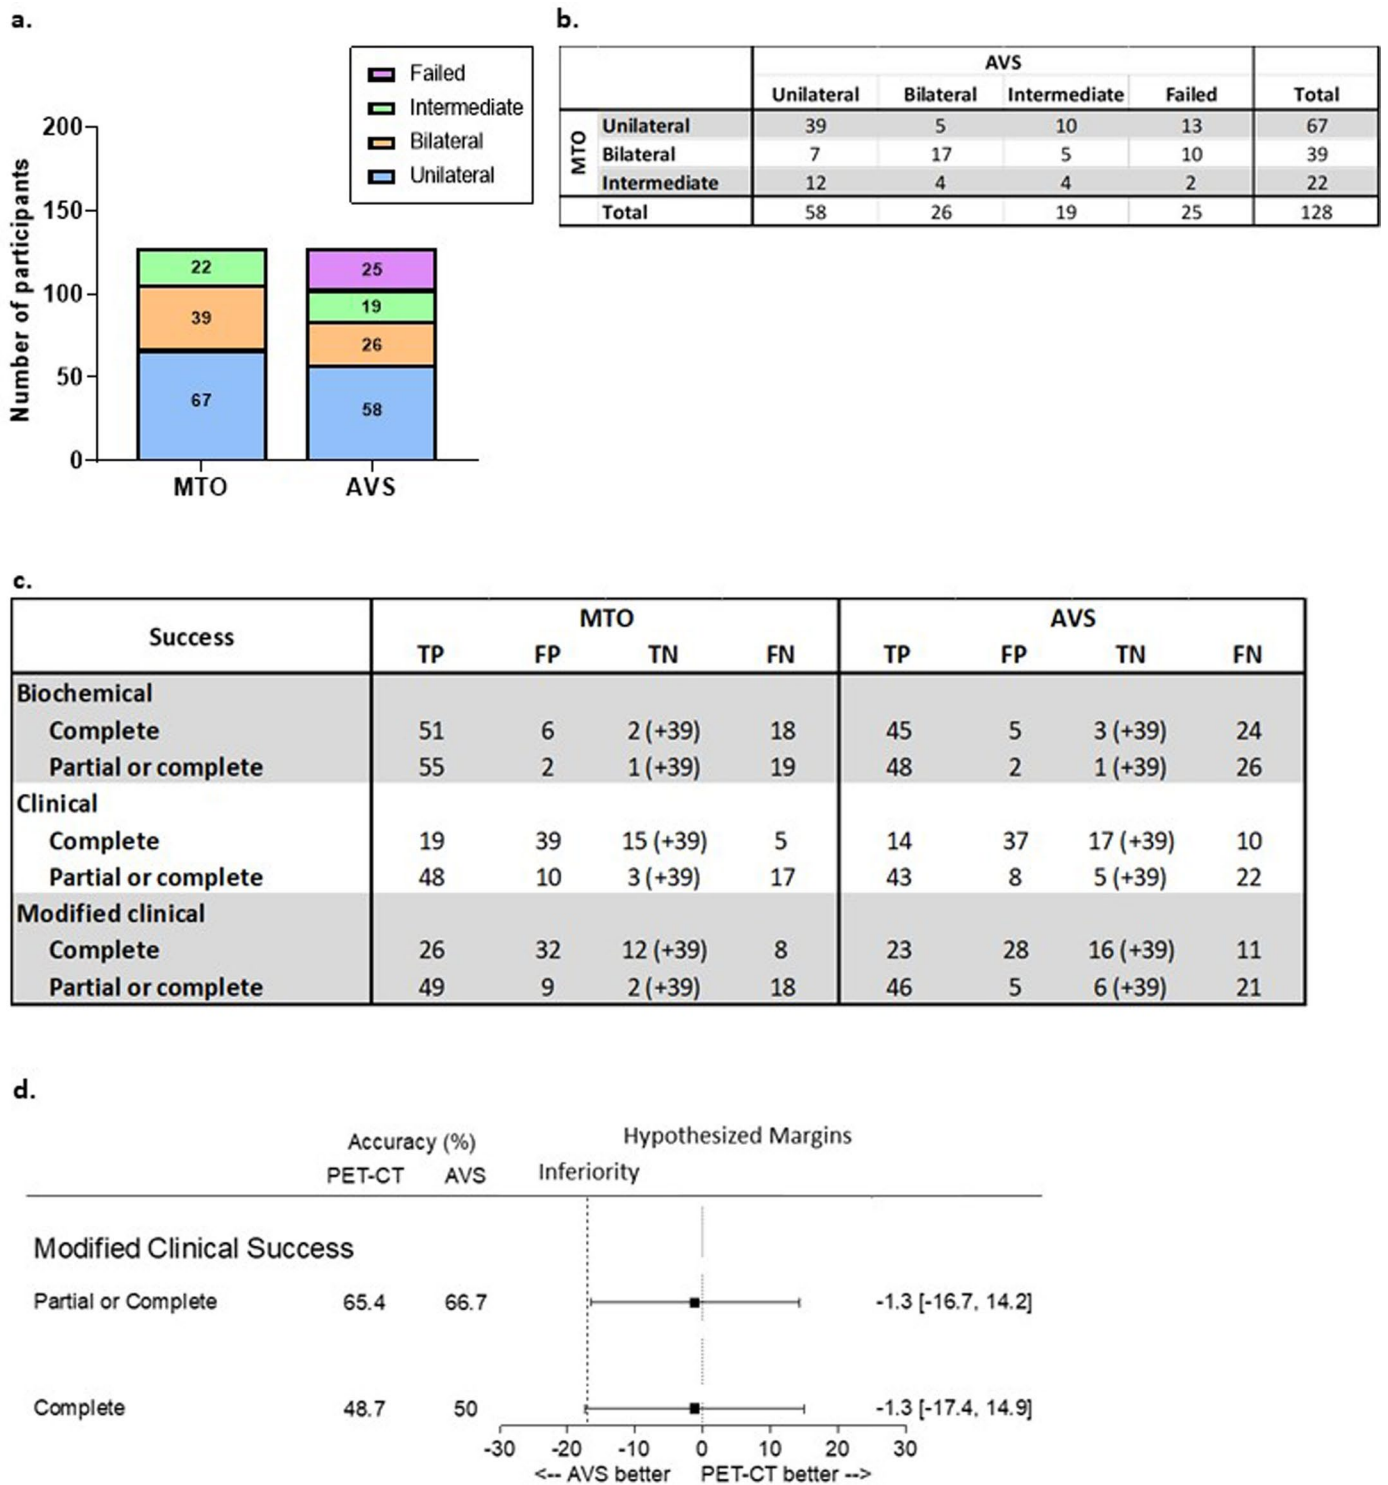 a.
Failed
Intermediate
Bilateral
Unilateral
Number of participants
200
150
100
50
0
22
39
67
25
19
26
58
MTO AVS
b.
AVS
Unilateral Bilateral Intermediate Failed Total
MTO
Unilateral 39 5 10 13 67
Bilateral 7 17 5 10 39
Intermediate 12 4 4 2 22
Total 58 26 19 25 128
c.
Success MTO AVS
TP FP TN FN TP FP TN FN
Biochemical
Complete 51 6 2 (+39) 18 45 5 3 (+39) 24
Partial or complete 55 2 1 (+39) 19 48 2 1 (+39) 26
Clinical
Complete 19 39 15 (+39) 5 14 37 17 (+39) 10
Partial or complete 48 10 3 (+39) 17 43 8 5 (+39) 22
Modified clinical
Complete 26 32 12 (+39) 8 23 28 16 (+39) 11
Partial or complete 49 9 2 (+39) 18 46 5 6 (+39) 21
d.
Accuracy (%) Hypothesized Margins
PET-CT AVS Inferiority
Modified Clinical Success
Partial or Complete 65.4 66.7 -1.3 [-16.7, 14.2]
Complete 48.7 50 -1.3 [-17.4, 14.9]
-30 -20 -10 0 10 20 30
<-- AVS better PET-CT better -->